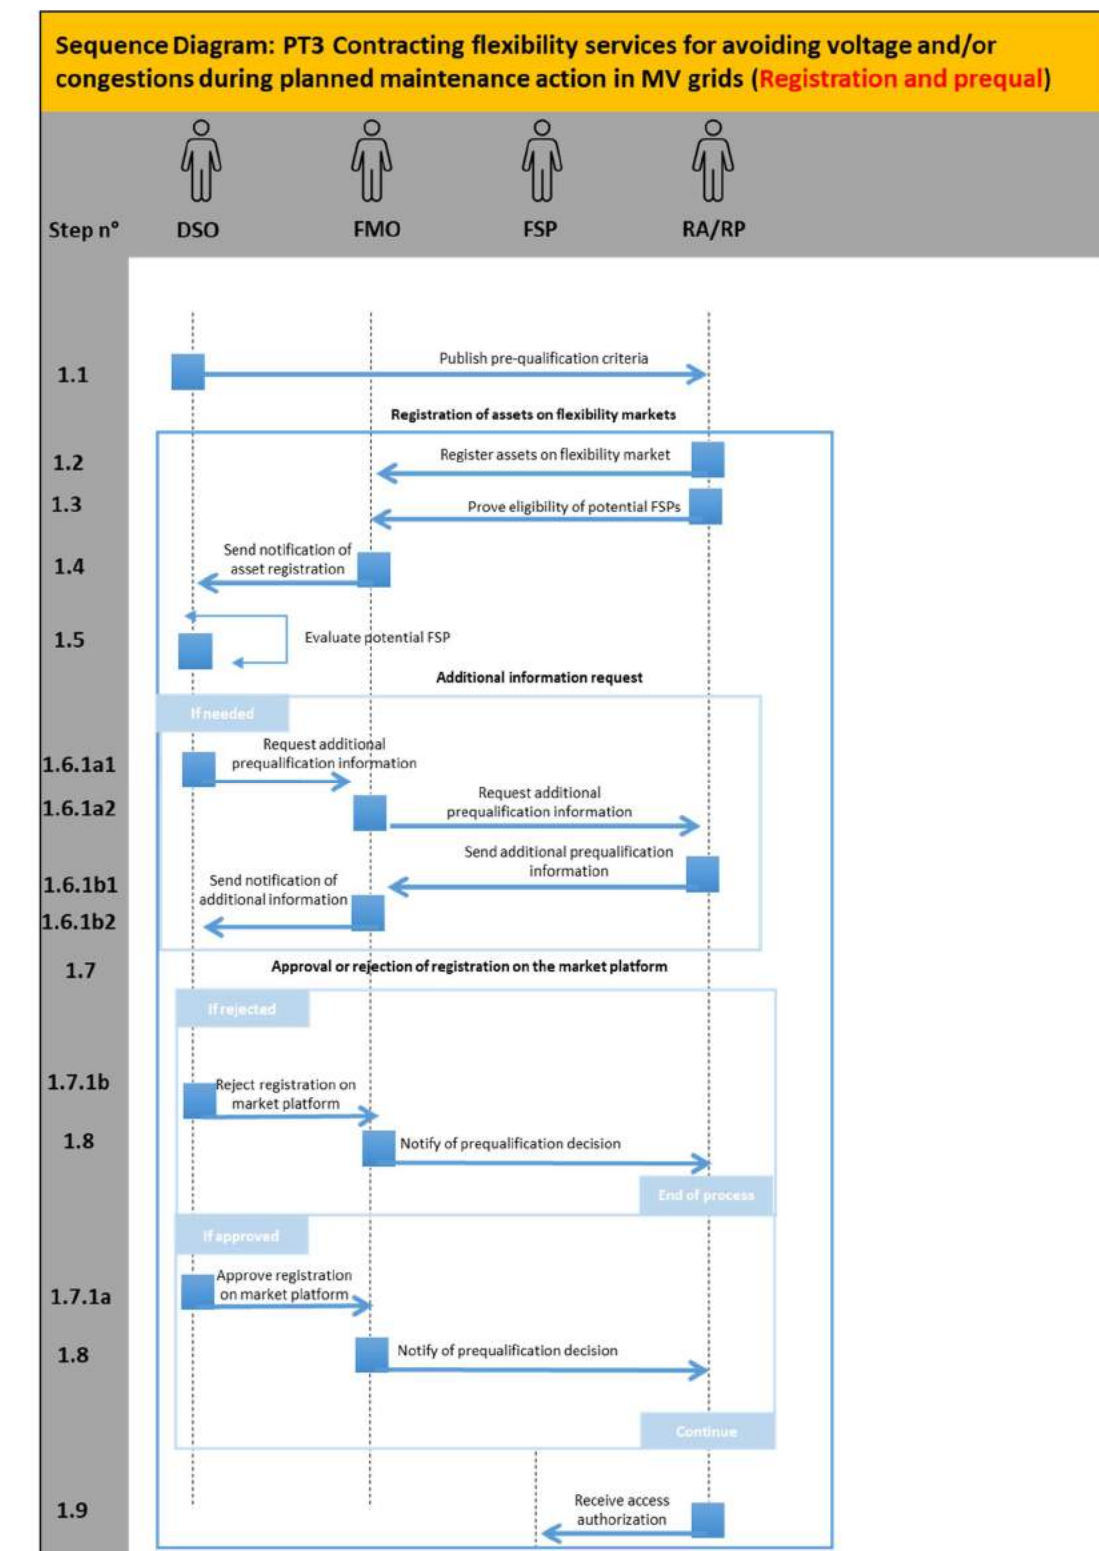 Sequence Diagram: PT3 Contracting flexibility services for avoiding voltage and/or
congestions during planned maintenance action in MV grids (Registration and prequal)
Step n°
DSO
FMO
FSP
RA/RP
1.1
Publish pre-qualification criteria
Registration of assets on flexibility markets
1.2
Register assets on flexibility market
1.3
Prove eligibility of potential FSPs
1.4
Send notification of
asset registration
1.5
Evaluate potential FSP
Additional information request
If needed
1.6.1a1
Request additional
prequalification information
1.6.1a2
Request additional
prequalification information
1.6.1b1
Send additional prequalification
information
1.6.1b2
Send notification of
additional information
1.7
Approval or rejection of registration on the market platform
If rejected
1.7.1b
Reject registration on
market platform
1.8
Notify of prequalification decision
End of process
If approved
1.7.1a
Approve registration
on market platform
1.8
Notify of prequalification decision
Continue
1.9
Receive access
authorization